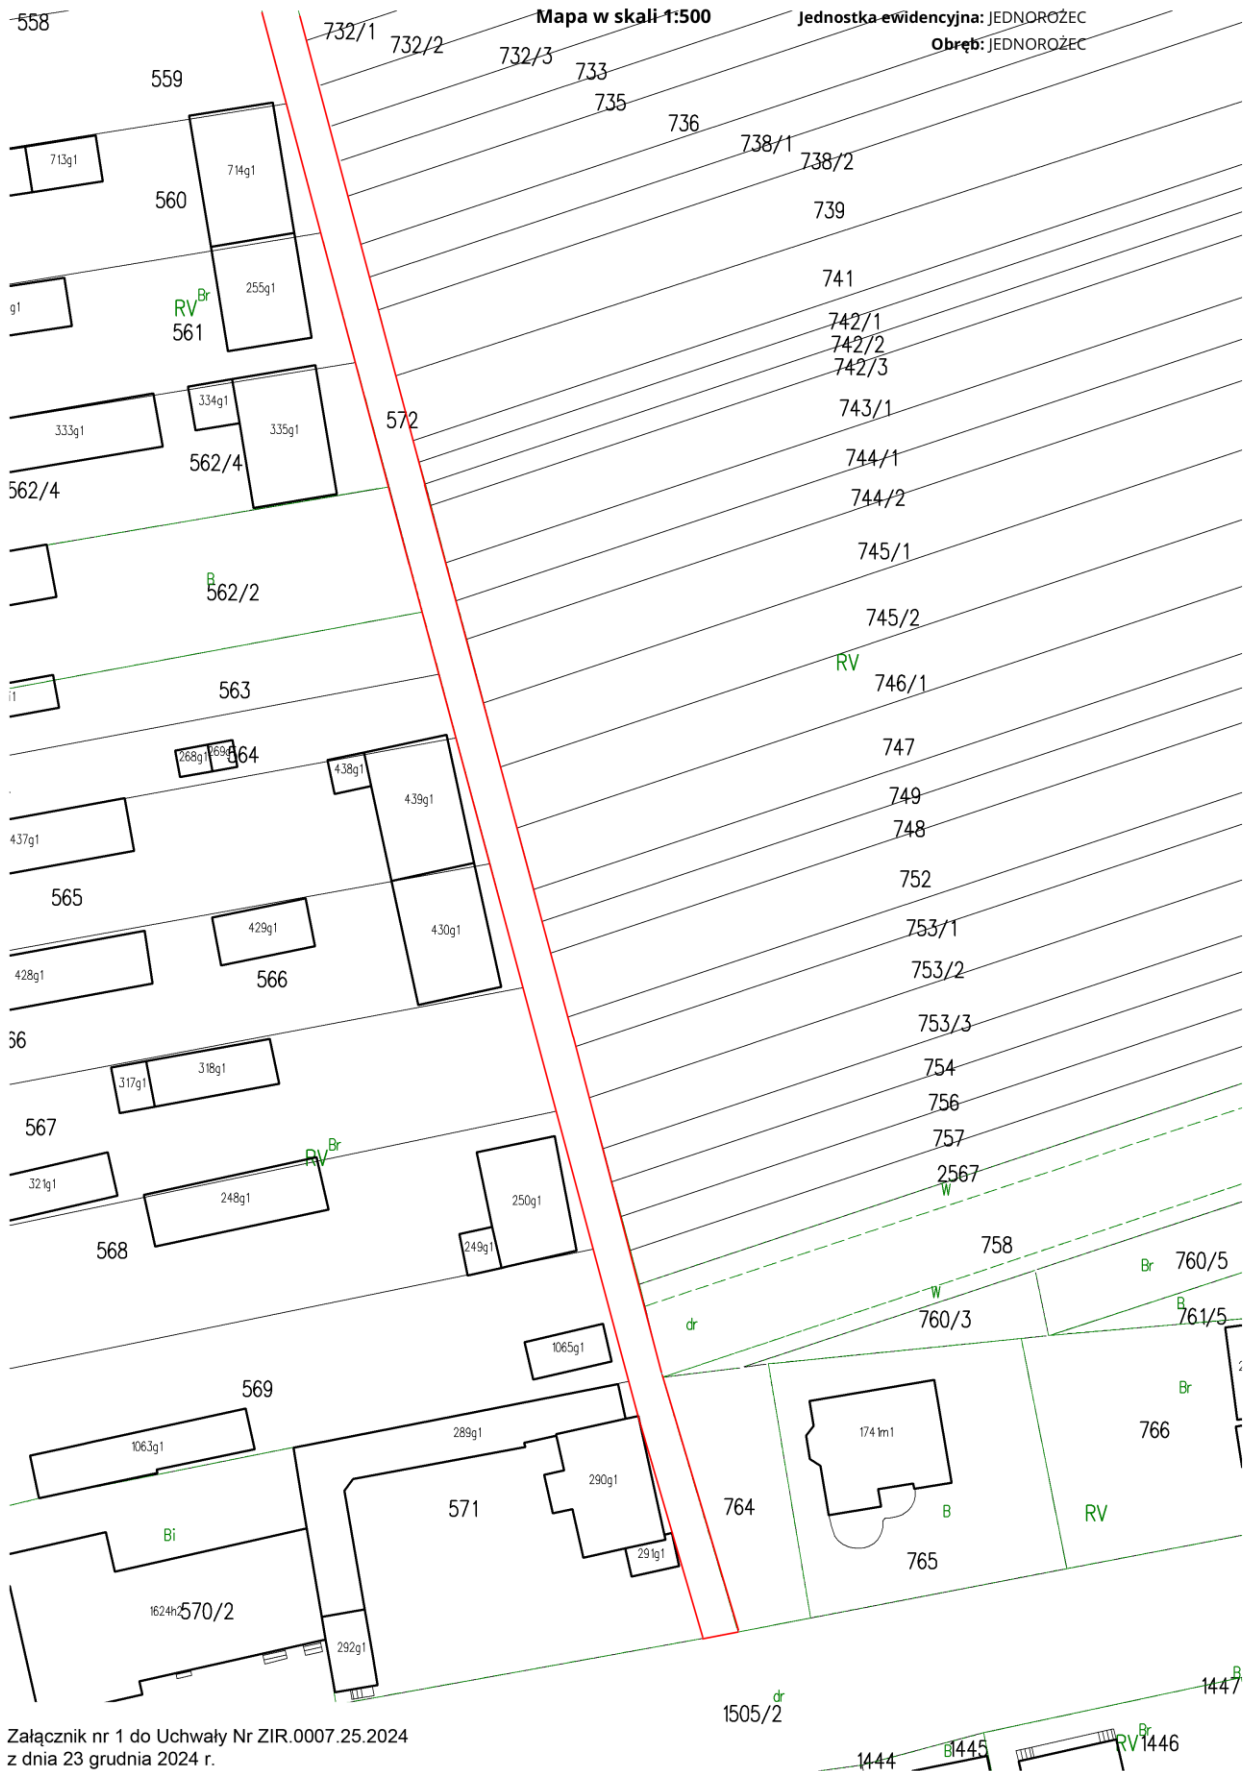 Mapa w skali 1:500
Jednostka ewidencyjna: JEDNOROŻEC
Obręb: JEDNOROŻEC
558
732/1
732/2
732/3
733
735
736
738/1
738/2
739
741
742/1
742/2
742/3
743/1
744/1
744/2
745/1
745/2
RV
746/1
747
749
748
752
753/1
753/2
753/3
754
756
757
2567
W
758
W
dr
Br
760/5
B
761/5
760/3
559
713g1
714g1
560
255g1
g1
RV Br
561
334g1
335g1
333g1
572
562/4
562/4
B
562/2
563
268g1
564
438g1
439g1
437g1
565
429g1
430g1
428g1
566
66
317g1
318g1
567
RV Br
321g1
248g1
250g1
249g1
568
1065g1
569
289g1
1063g1
290g1
571
291g1
Bi
1624h2
570/2
292g1
764
1741m1
B
765
Br
766
RV
dr
1505/2
1447
B
1444
B
1445
RV Br
1446
Załącznik nr 1 do Uchwały Nr ZIR.0007.25.2024
z dnia 23 grudnia 2024 r.